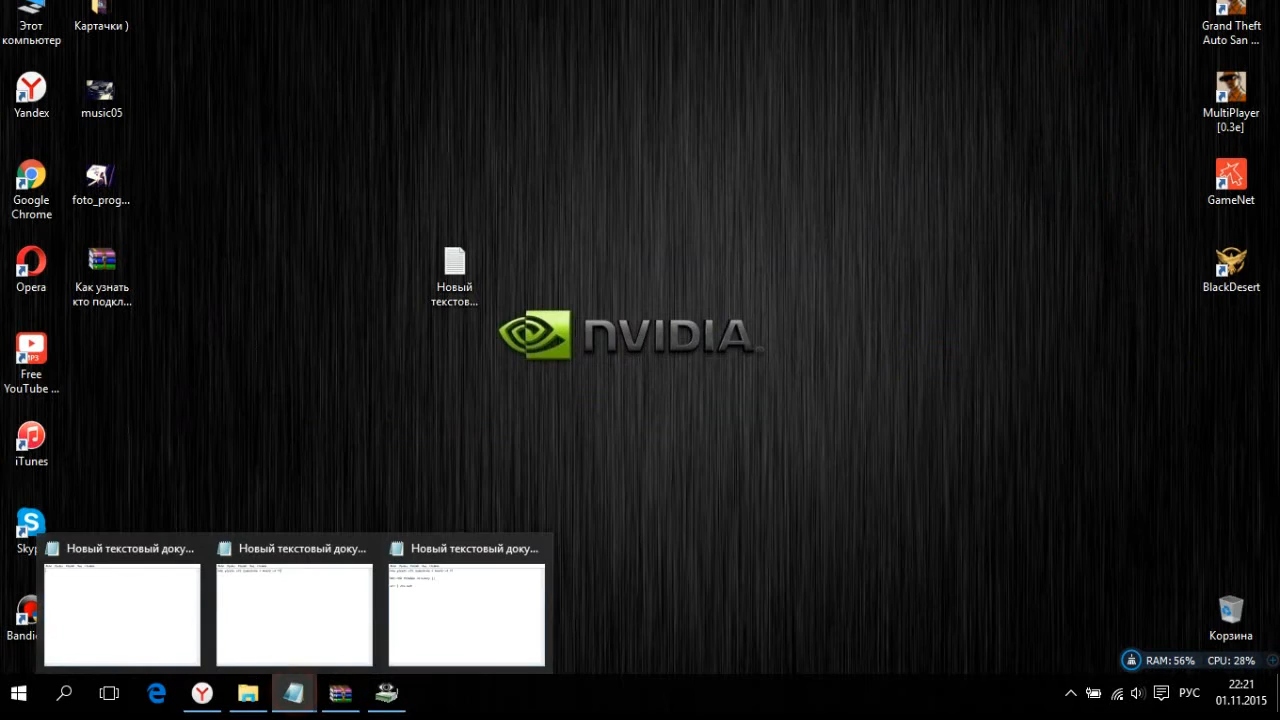 Этот
компьютер
Картачки )
Grand Theft
Auto San ...
Yandex
music05
MultiPlayer
[0.3e]
Google
Chrome
foto_prog...
GameNet
Opera
Как узнать
кто подкл...
Новый
текстов...
BlackDesert
NVIDIA
MP3
Free
YouTube ...
iTunes
Новый текстовый доку...
Новый текстовый доку...
Новый текстовый доку...
Корзина
RAM: 56%
CPU: 28%
РУС
22:21
01.11.2015